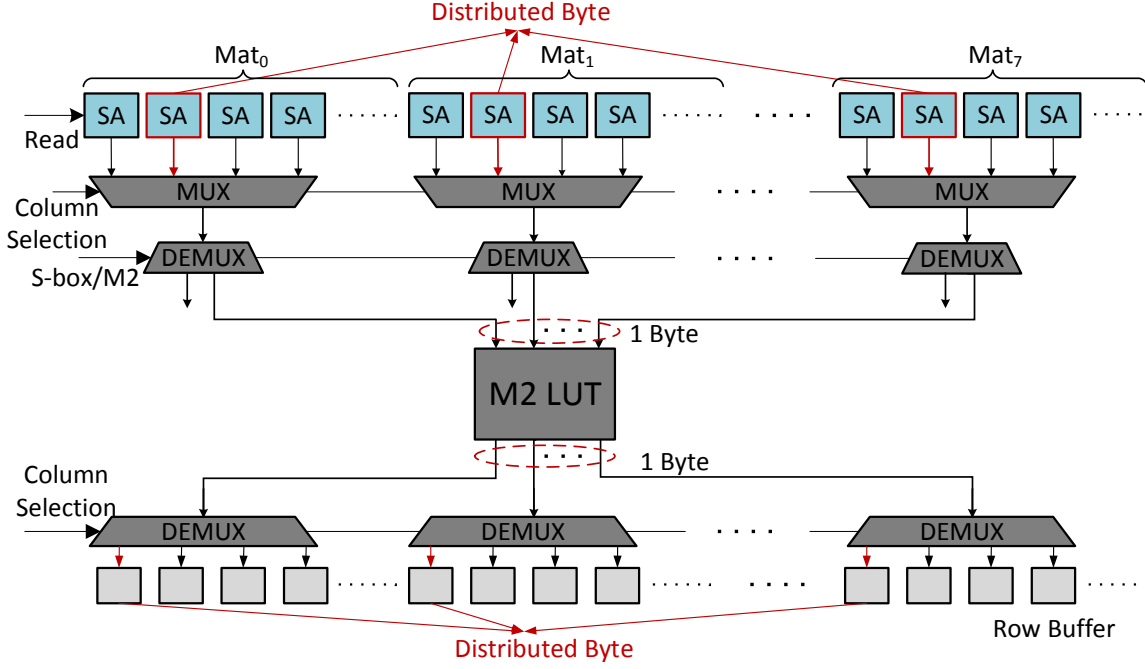 Distributed Byte
Mat0 Mat1 Mat7
SA SA SA SA SA SA SA SA SA SA SA SA
Read
MUX MUX MUX
Column
Selection
DEMUX DEMUX DEMUX
S-box/M2
1 Byte
M2 LUT
1 Byte
Column
Selection
DEMUX DEMUX DEMUX
Row Buffer
Distributed Byte